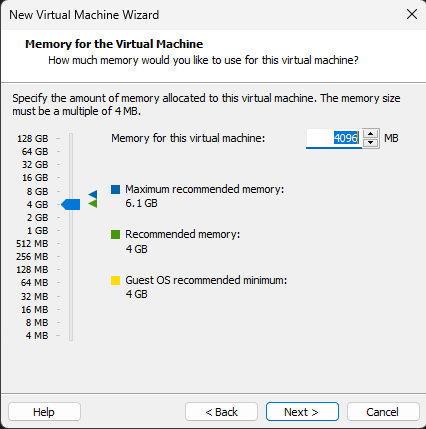 New Virtual Machine Wizard
Memory for the Virtual Machine
How much memory would you like to use for this virtual machine?
Specify the amount of memory allocated to this virtual machine. The memory size
must be a multiple of 4 MB.
Memory for this virtual machine: 4096 MB
128 GB
64 GB
32 GB
16 GB
8 GB
4 GB
2 GB
1 GB
512 MB
256 MB
128 MB
64 MB
32 MB
16 MB
8 MB
4 MB
Maximum recommended memory:
6.1 GB
Recommended memory:
4 GB
Guest OS recommended minimum:
4 GB
Help
< Back
Next >
Cancel